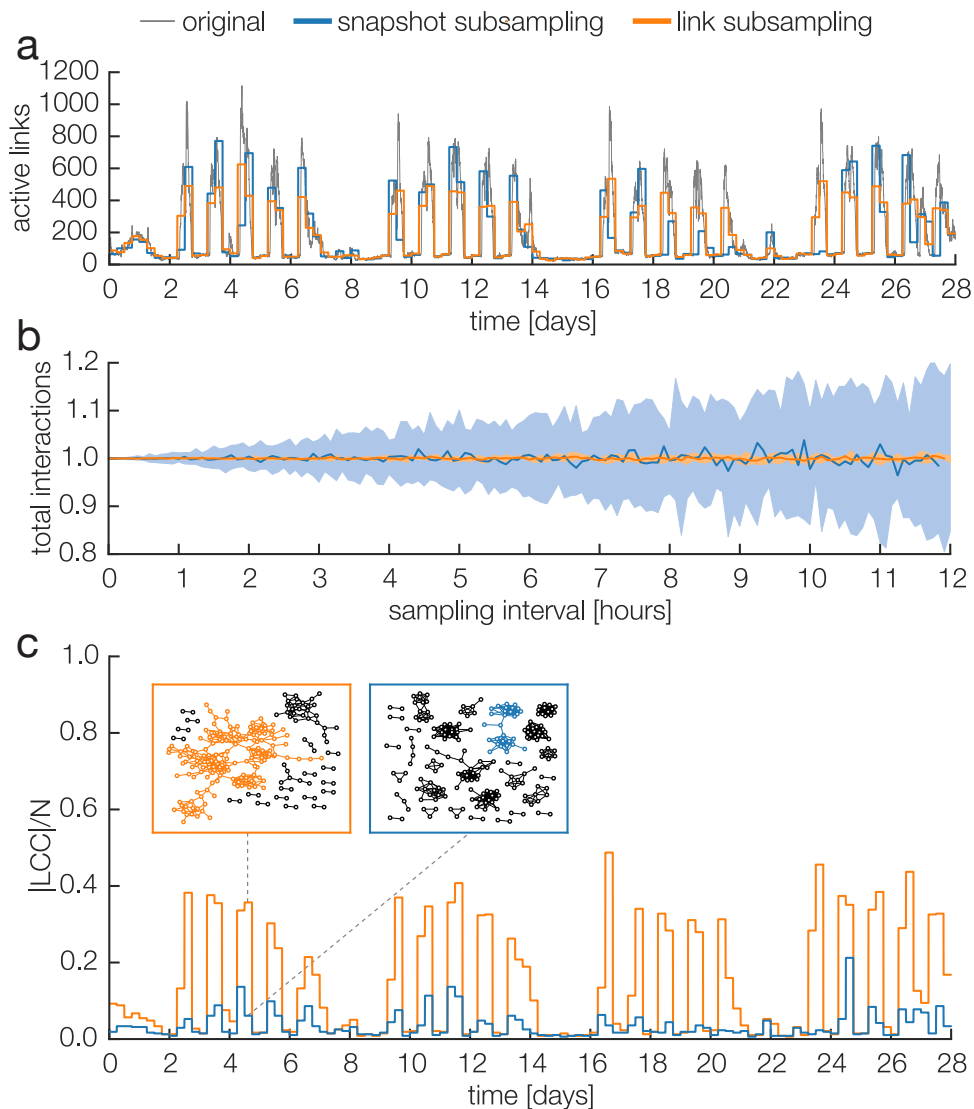 original snapshot subsampling link subsampling
a
1200
1000
800
600
400
200
0
active links
0 2 4 6 8 10 12 14 16 18 20 22 24 26 28
time [days]
b
1.2
1.1
1.0
0.9
0.8
total interactions
0 1 2 3 4 5 6 7 8 9 10 11 12
sampling interval [hours]
c
1.0
0.8
0.6
0.4
0.2
0.0
|LCC|/N
0 2 4 6 8 10 12 14 16 18 20 22 24 26 28
time [days]